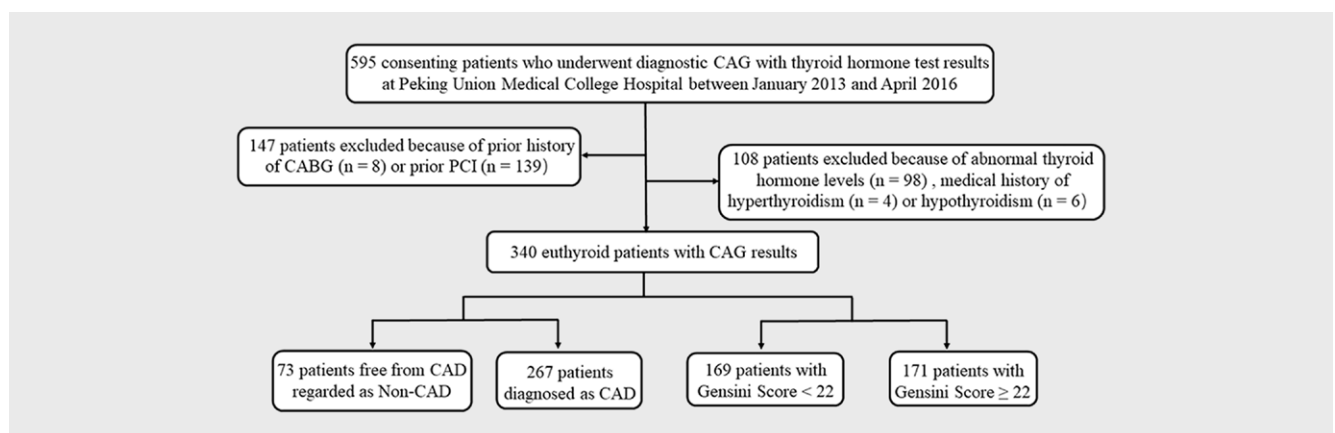 595 consenting patients who underwent diagnostic CAG with thyroid hormone test results
at Peking Union Medical College Hospital between January 2013 and April 2016
147 patients excluded because of prior history
of CABG (n = 8) or prior PCI (n = 139)
108 patients excluded because of abnormal thyroid
hormone levels (n = 98) , medical history of
hyperthyroidism (n = 4) or hypothyroidism (n = 6)
340 euthyroid patients with CAG results
73 patients free from CAD
regarded as Non-CAD
267 patients
diagnosed as CAD
169 patients with
Gensini Score < 22
171 patients with
Gensini Score ≥ 22